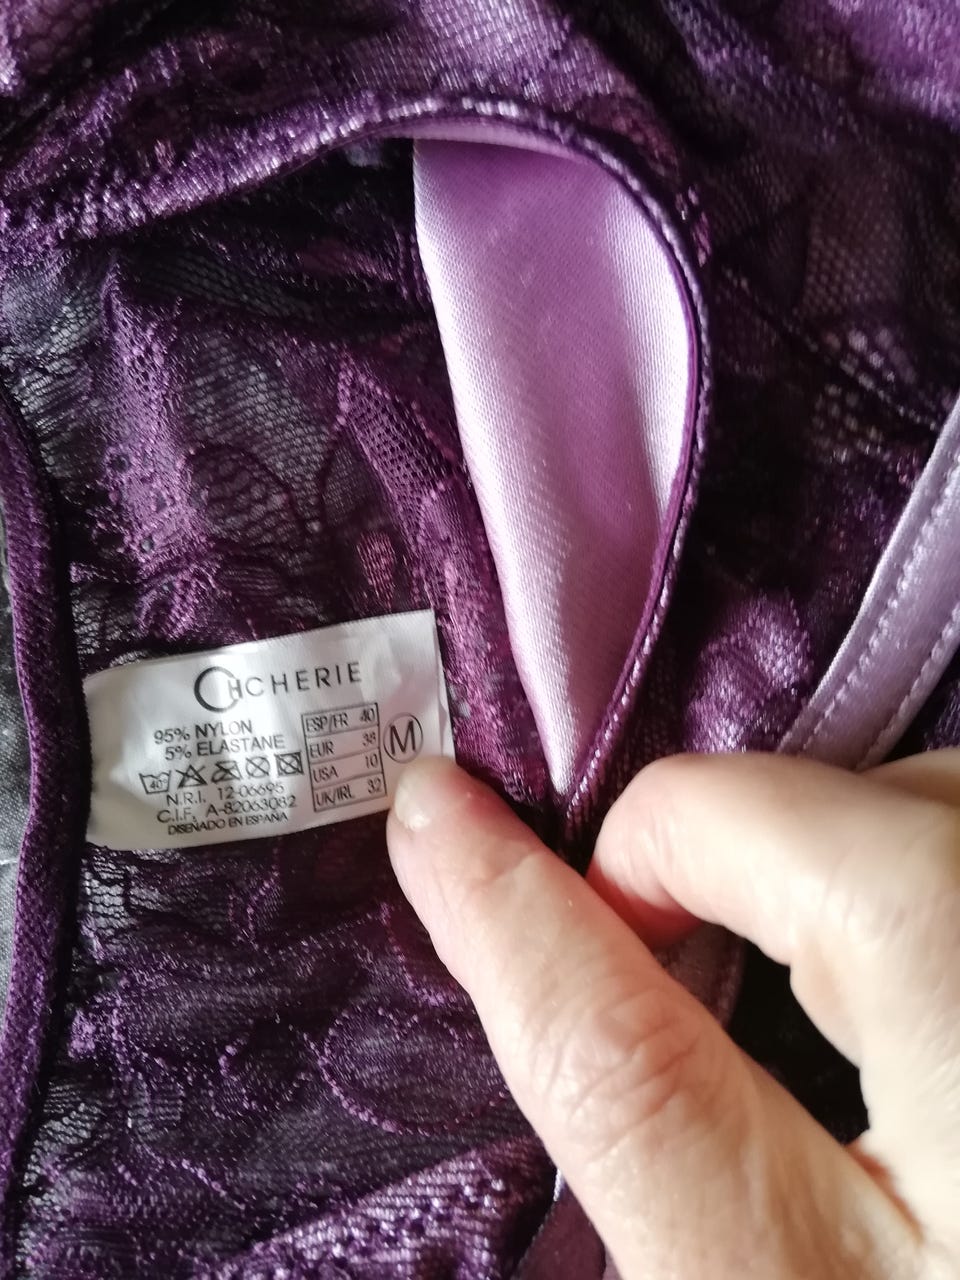 CHCHERIE
95% NYLON
5% ELASTANE
40°
N.R.I. 12-06695
C.I.F. A-82063082
DISEÑADO EN ESPAÑA
ESP/FR 40
EUR 38
USA 10
UK/IRL 32
M